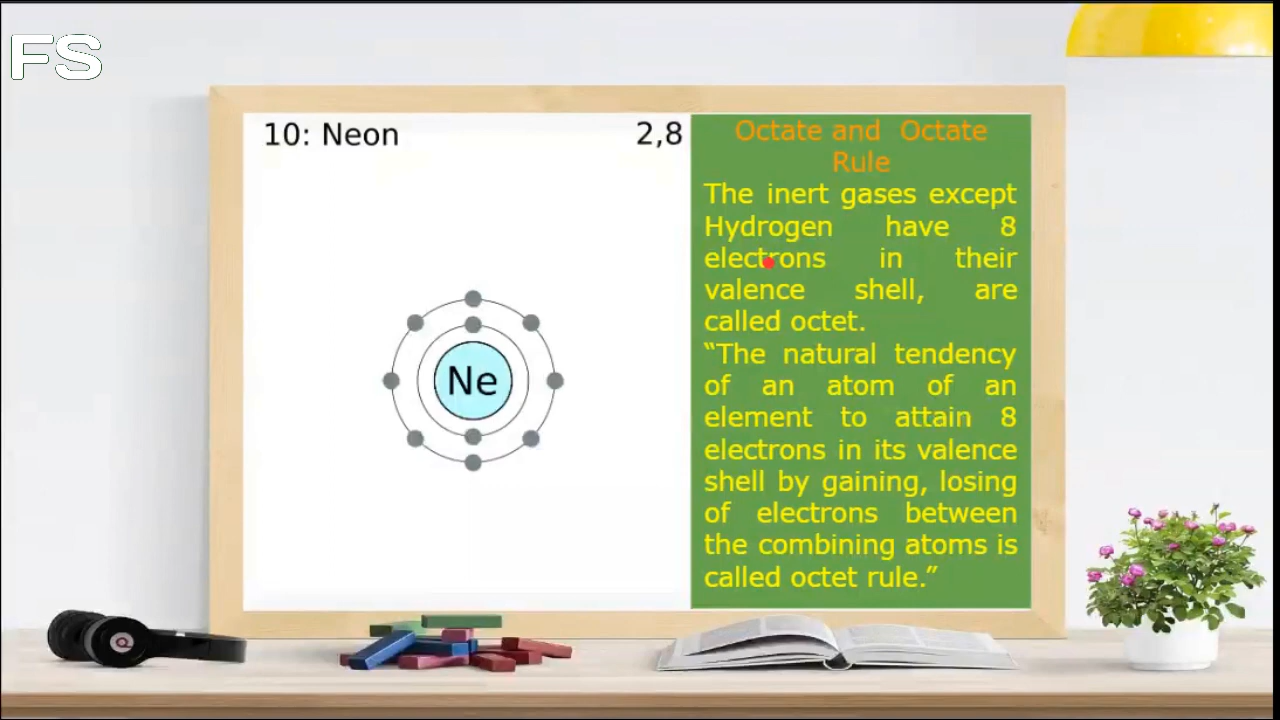 FS
10: Neon 2,8
Octate and Octate
Rule
The inert gases except
Hydrogen have 8
electrons in their
valence shell, are
called octet.
“The natural tendency
of an atom of an
element to attain 8
electrons in its valence
shell by gaining, losing
of electrons between
the combining atoms is
called octet rule.”
Ne